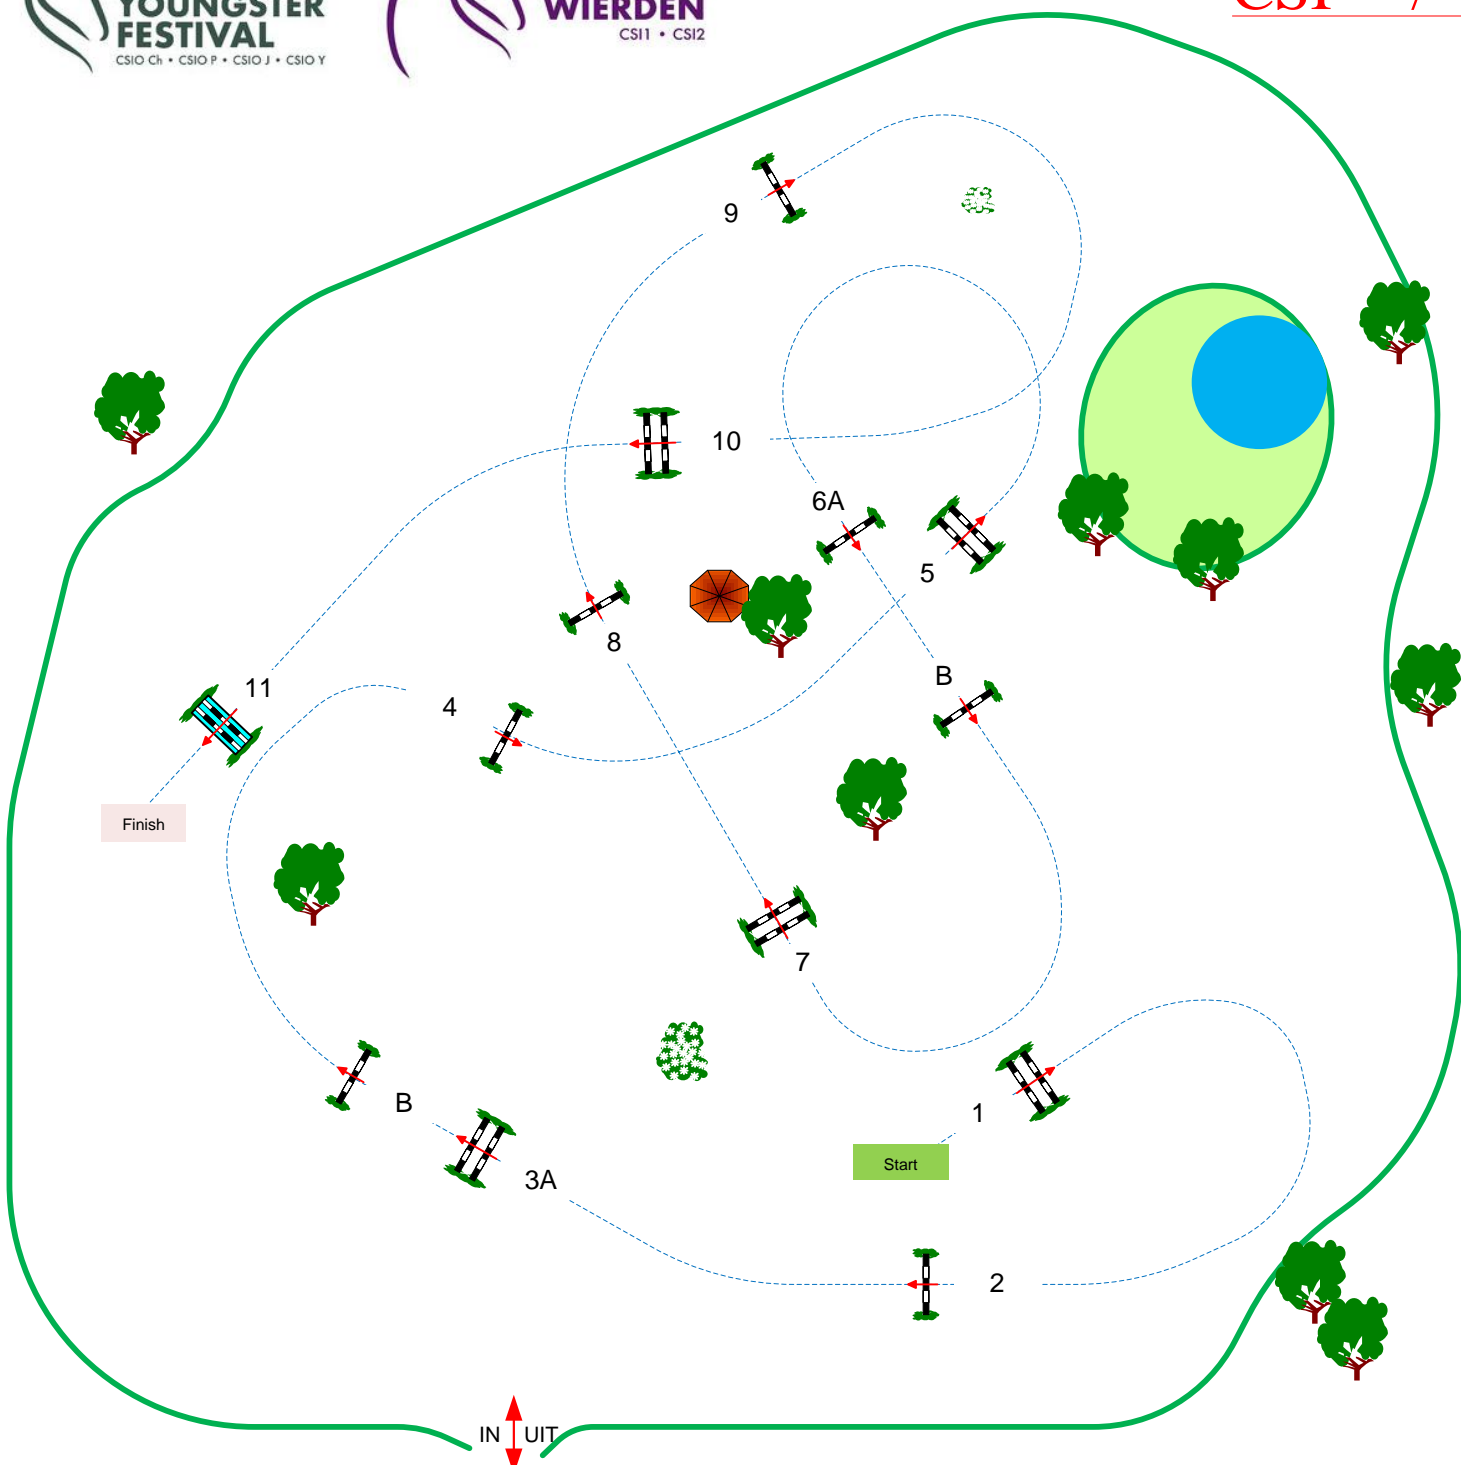 YOUNGSTER
FESTIVAL
CSIO Ch • CSIO P • CSIO J • CSIO Y
WIERDEN
CSI1 • CSI2
9
10
6A
5
8
B
11
4
Finish
7
B
1
Start
3A
2
IN UIT